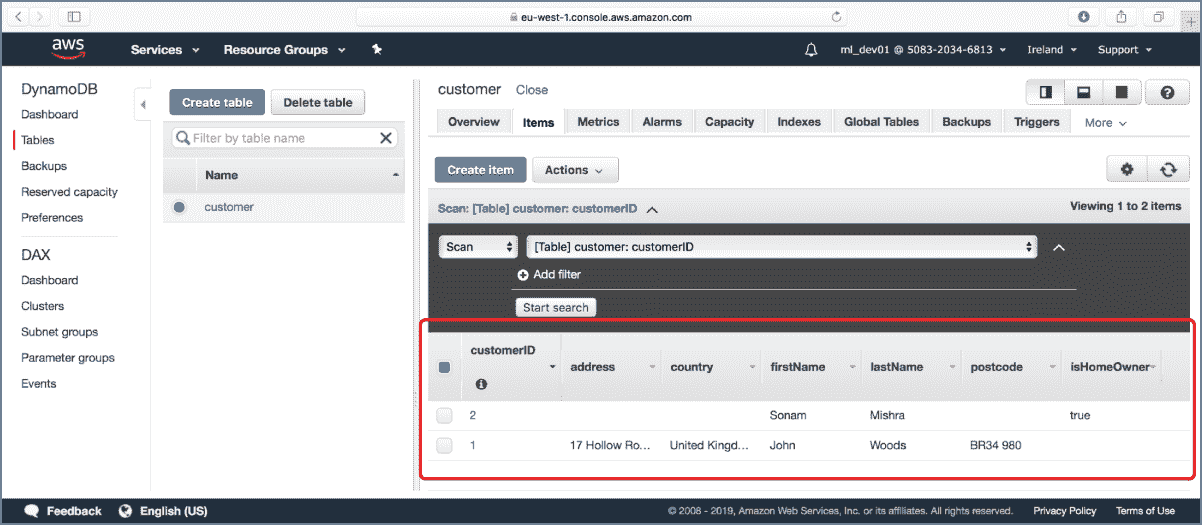 eu-west-1.console.aws.amazon.com
aws Services Resource Groups ml_dev01 @ 5083-2034-6813 Ireland Support
DynamoDB
Dashboard
Tables
Backups
Reserved capacity
Preferences
DAX
Dashboard
Clusters
Subnet groups
Parameter groups
Events
Create table Delete table
Filter by table name
Name
customer
customer Close
Overview Items Metrics Alarms Capacity Indexes Global Tables Backups Triggers More
Create item Actions
Scan: [Table] customer: customerID Viewing 1 to 2 items
Scan [Table] customer: customerID
Add filter
Start search
customerID address country firstName lastName postcode isHomeOwner
2 Sonam Mishra true
1 17 Hollow Ro... United Kingd... John Woods BR34 980
Feedback English (US) © 2008 - 2019, Amazon Web Services, Inc. or its affiliates. All rights reserved. Privacy Policy Terms of Use